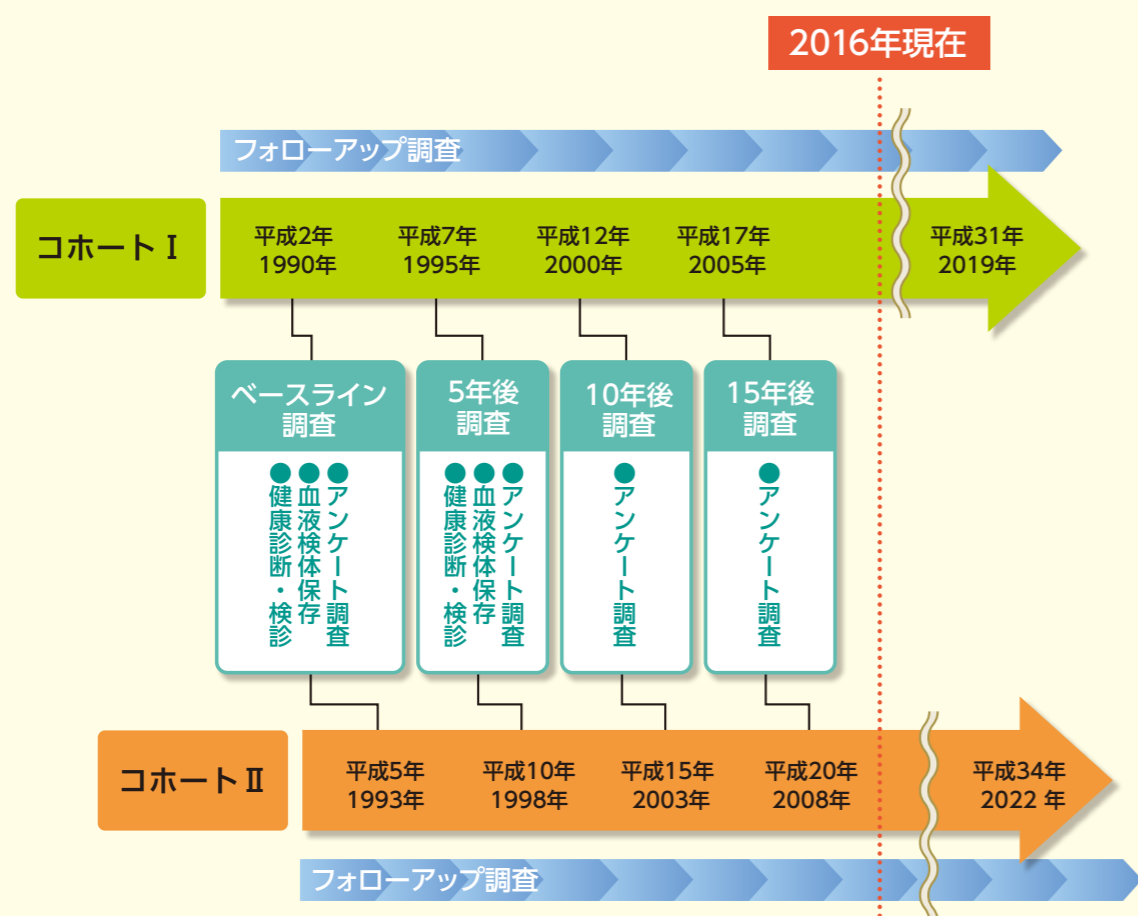 2016年現在
フォローアップ調査
コホートⅠ
平成2年
1990年
平成7年
1995年
平成12年
2000年
平成17年
2005年
平成31年
2019年
ベースライン
調査
●アンケート調査
●血液検体保存
●健康診断・検診
5年後
調査
●アンケート調査
●血液検体保存
●健康診断・検診
10年後
調査
●アンケート調査
15年後
調査
●アンケート調査
コホートⅡ
平成5年
1993年
平成10年
1998年
平成15年
2003年
平成20年
2008年
平成34年
2022 年
フォローアップ調査